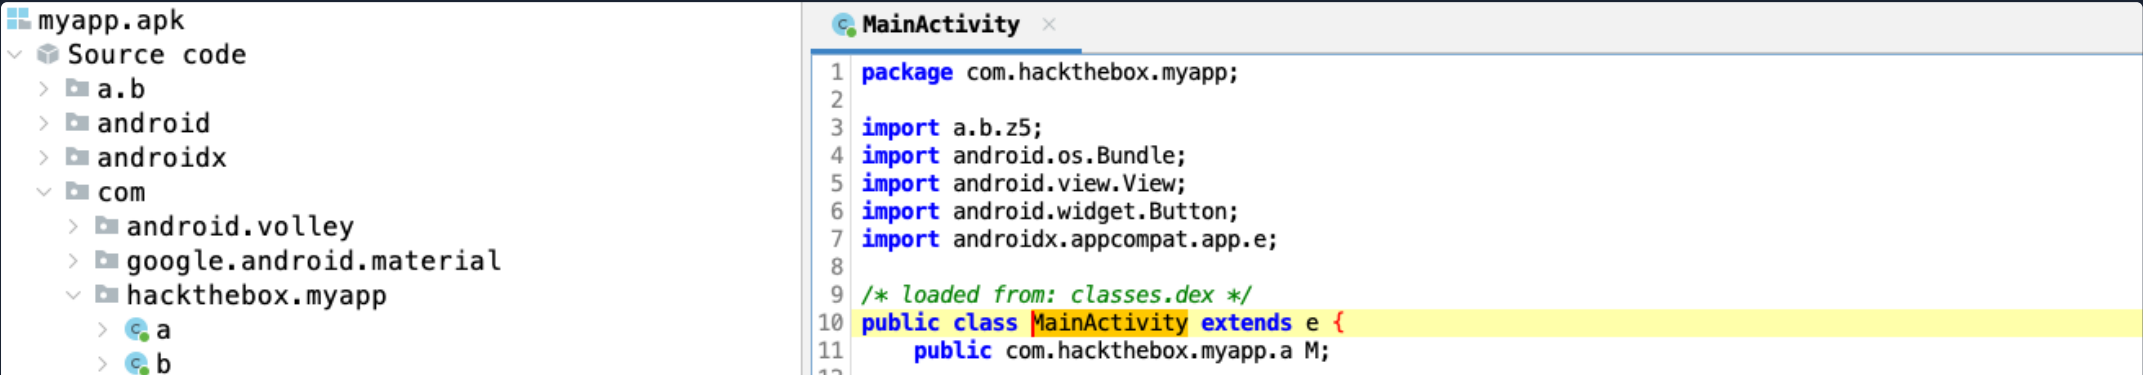 myapp.apk
Source code
a.b
android
androidx
com
android.volley
google.android.material
hackthebox.myapp
a
b
MainActivity ×
1 package com.hackthebox.myapp;
2
3 import a.b.z5;
4 import android.os.Bundle;
5 import android.view.View;
6 import android.widget.Button;
7 import androidx.appcompat.app.e;
8
9 /* loaded from: classes.dex */
10 public class MainActivity extends e {
11 public com.hackthebox.myapp.a M;
12